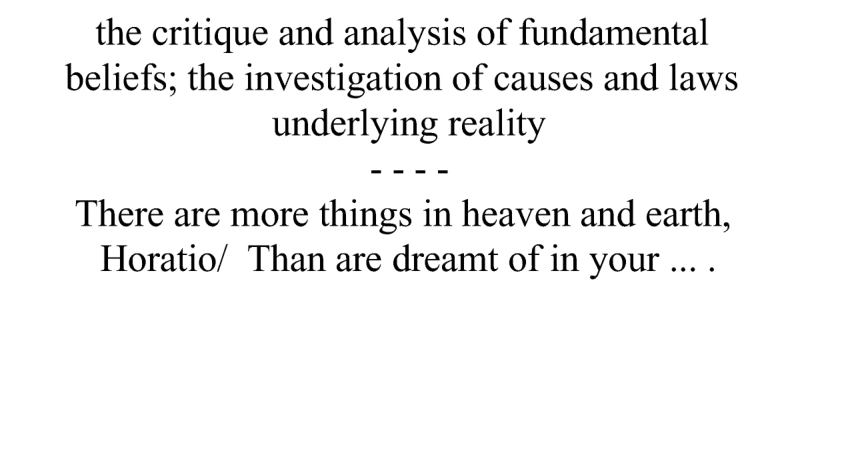 the critique and analysis of fundamental
beliefs; the investigation of causes and laws
underlying reality
- - - -
There are more things in heaven and earth,
Horatio/  Than are dreamt of in your ... .